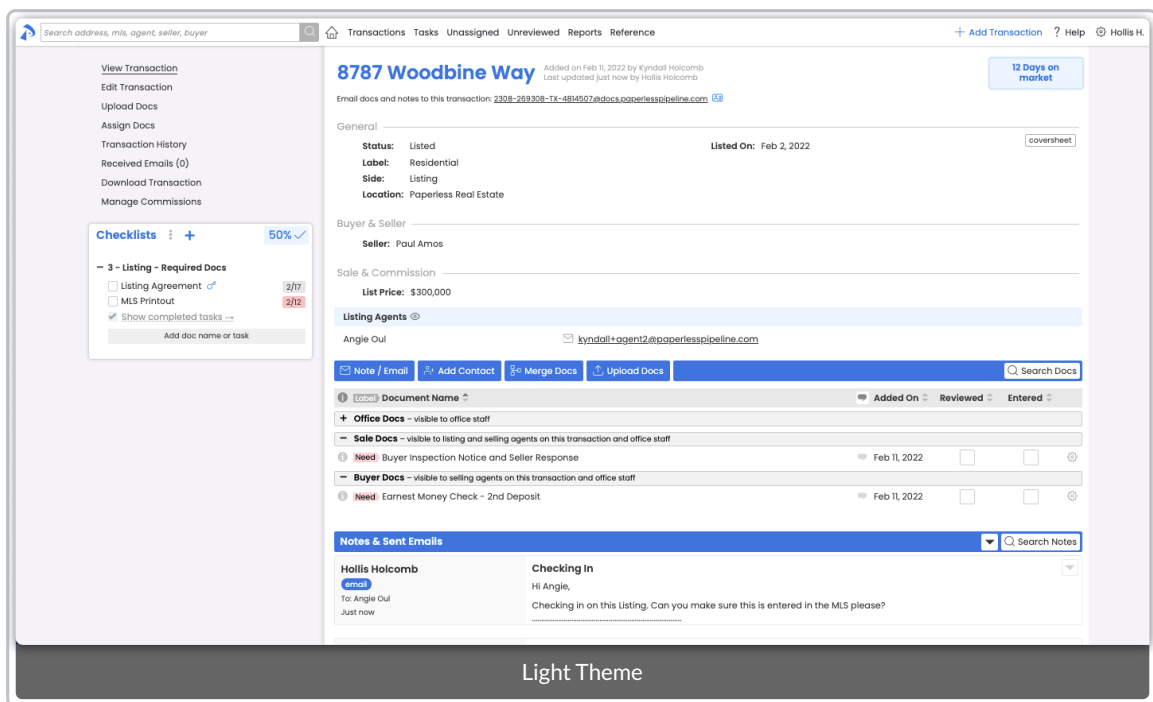 Search address, mls, agent, seller, buyer
Transactions Tasks Unassigned Unreviewed Reports Reference
+ Add Transaction ? Help Hollis H.
View Transaction
Edit Transaction
Upload Docs
Assign Docs
Transaction History
Received Emails (0)
Download Transaction
Manage Commissions
Checklists + 50%
– 3 - Listing - Required Docs
Listing Agreement 2/17
MLS Printout 2/12
Show completed tasks →
Add doc name or task
8787 Woodbine Way
Added on Feb 11, 2022 by Kyndall Holcomb
Last updated just now by Hollis Holcomb
12 Days on
market
Email docs and notes to this transaction: 2308-269308-TX-4814507@docs.paperlesspipeline.com
General
coversheet
Status: Listed Listed On: Feb 2, 2022
Label: Residential
Side: Listing
Location: Paperless Real Estate
Buyer & Seller
Seller: Paul Amos
Sale & Commission
List Price: $300,000
Listing Agents
Angie Oul kyndall+agent2@paperlesspipeline.com
Note / Email Add Contact Merge Docs Upload Docs Search Docs
Label Document Name Added On Reviewed Entered
+ Office Docs – visible to office staff
– Sale Docs – visible to listing and selling agents on this transaction and office staff
Need Buyer Inspection Notice and Seller Response Feb 11, 2022
– Buyer Docs – visible to selling agents on this transaction and office staff
Need Earnest Money Check - 2nd Deposit Feb 11, 2022
Notes & Sent Emails Search Notes
Hollis Holcomb
email
To: Angie Oul
Just now
Checking In
Hi Angie,
Checking in on this Listing. Can you make sure this is entered in the MLS please?
Light Theme